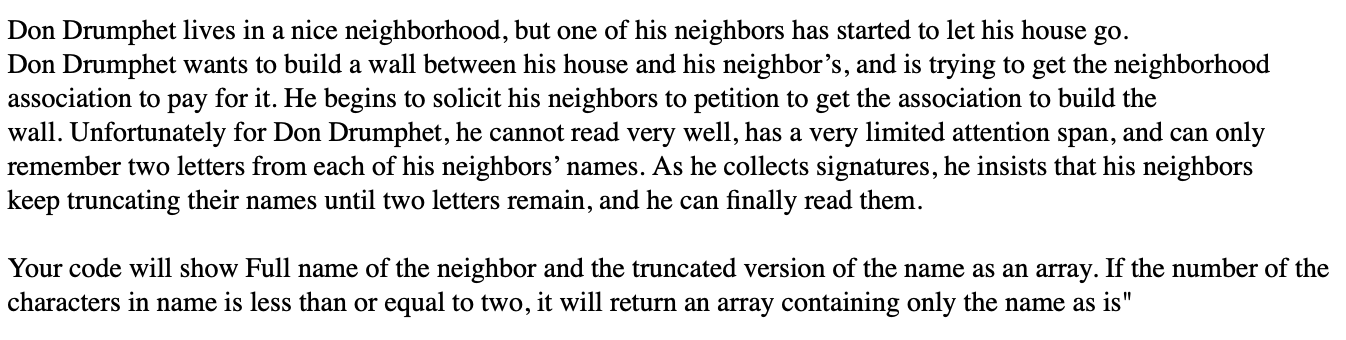 Don Drumphet lives in a nice neighborhood, but one of his neighbors has started to let his house go.
Don Drumphet wants to build a wall between his house and his neighbor’s, and is trying to get the neighborhood
association to pay for it. He begins to solicit his neighbors to petition to get the association to build the
wall. Unfortunately for Don Drumphet, he cannot read very well, has a very limited attention span, and can only
remember two letters from each of his neighbors’ names. As he collects signatures, he insists that his neighbors
keep truncating their names until two letters remain, and he can finally read them.
Your code will show Full name of the neighbor and the truncated version of the name as an array. If the number of the
characters in name is less than or equal to two, it will return an array containing only the name as is"